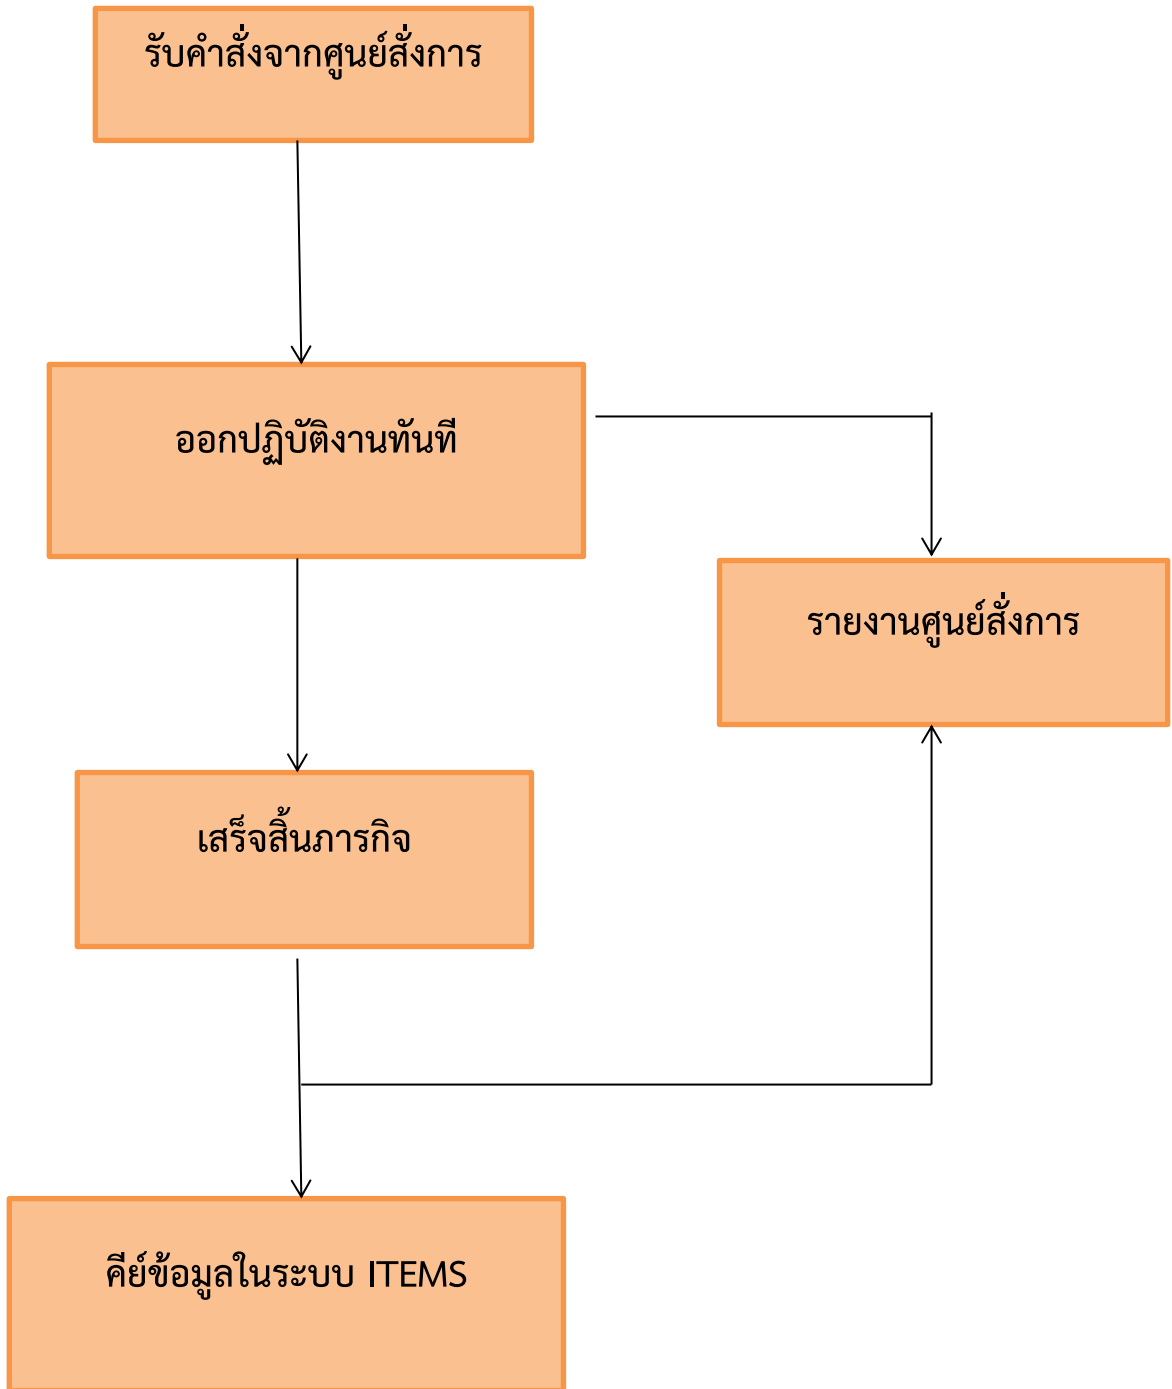 รับคำสั่งจากศูนย์สั่งการ
ออกปฏิบัติงานทันที
รายงานศูนย์สั่งการ
เสร็จสิ้นภารกิจ
คีย์ข้อมูลในระบบ ITEMS